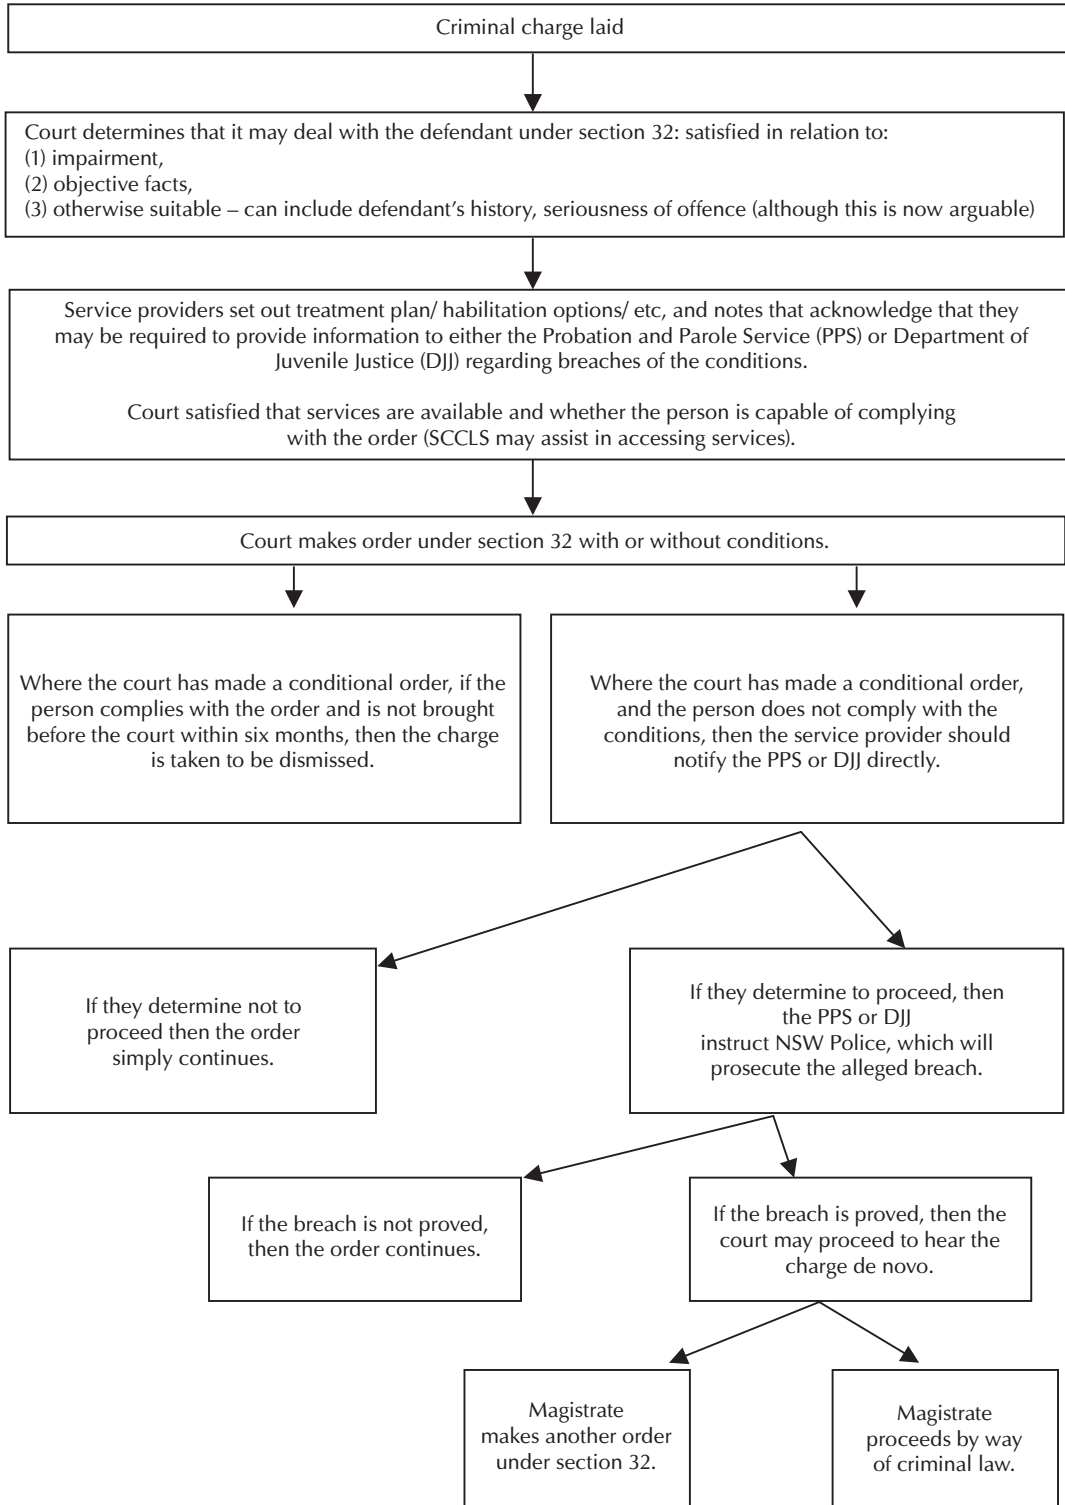 Criminal charge laid
Court determines that it may deal with the defendant under section 32: satisfied in relation to:
(1) impairment,
(2) objective facts,
(3) otherwise suitable – can include defendant's history, seriousness of offence (although this is now arguable)
Service providers set out treatment plan/ habilitation options/ etc, and notes that acknowledge that they
may be required to provide information to either the Probation and Parole Service (PPS) or Department of
Juvenile Justice (DJJ) regarding breaches of the conditions.
Court satisfied that services are available and whether the person is capable of complying
with the order (SCCLS may assist in accessing services).
Court makes order under section 32 with or without conditions.
Where the court has made a conditional order, if the
person complies with the order and is not brought
before the court within six months, then the charge
is taken to be dismissed.
Where the court has made a conditional order,
and the person does not comply with the
conditions, then the service provider should
notify the PPS or DJJ directly.
If they determine not to
proceed then the order
simply continues.
If they determine to proceed, then
the PPS or DJJ
instruct NSW Police, which will
prosecute the alleged breach.
If the breach is not proved,
then the order continues.
If the breach is proved, then the
court may proceed to hear the
charge de novo.
Magistrate
makes another order
under section 32.
Magistrate
proceeds by way
of criminal law.